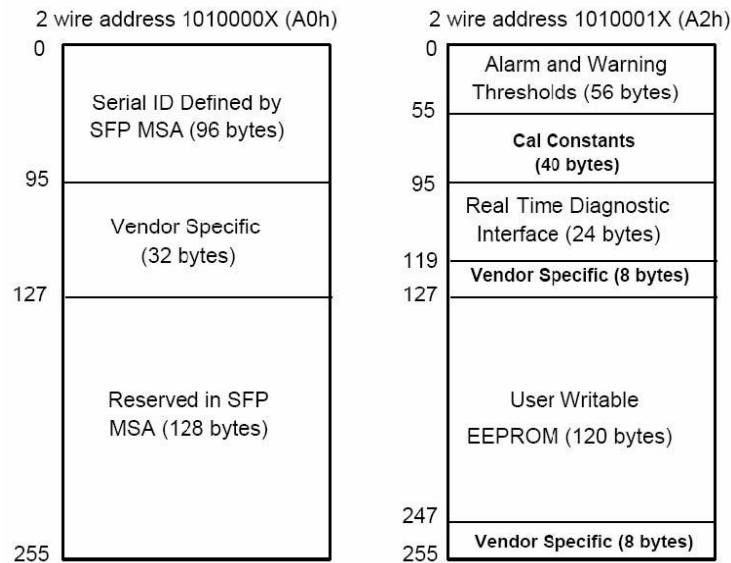 2 wire address 1010000X (A0h)
0
Serial ID Defined by
SFP MSA (96 bytes)
95
Vendor Specific
(32 bytes)
127
Reserved in SFP
MSA (128 bytes)
255
2 wire address 1010001X (A2h)
0
Alarm and Warning
Thresholds (56 bytes)
55
Cal Constants
(40 bytes)
95
Real Time Diagnostic
Interface (24 bytes)
119
Vendor Specific (8 bytes)
127
User Writable
EEPROM (120 bytes)
247
Vendor Specific (8 bytes)
255